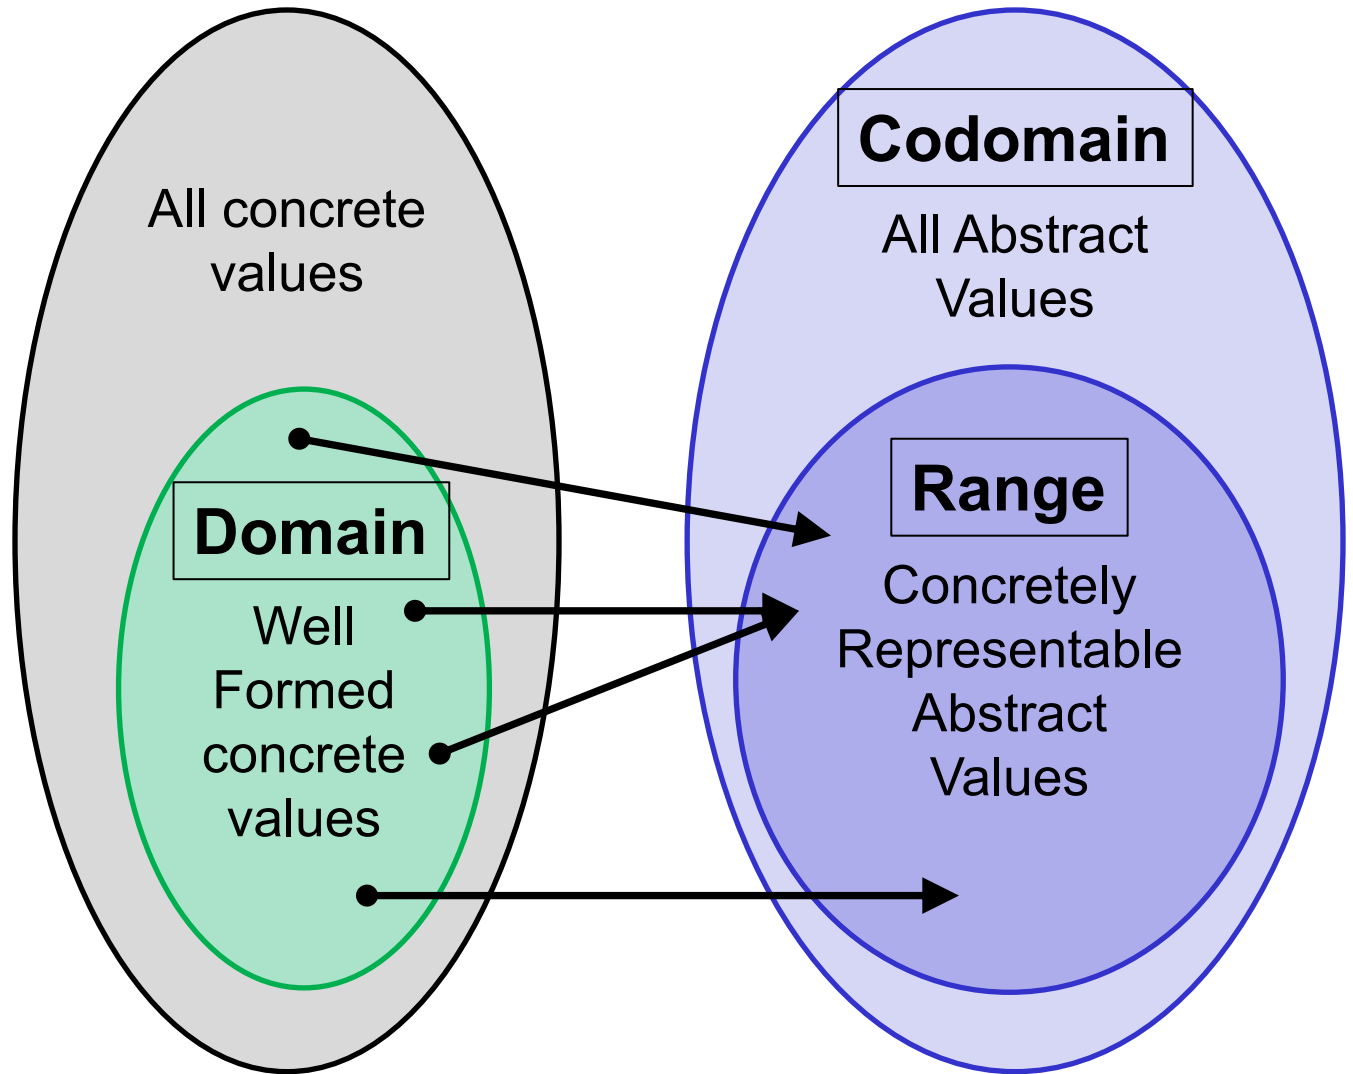 All concrete
values
Domain
Well
Formed
concrete
values
Codomain
All Abstract
Values
Range
Concretely
Representable
Abstract
Values